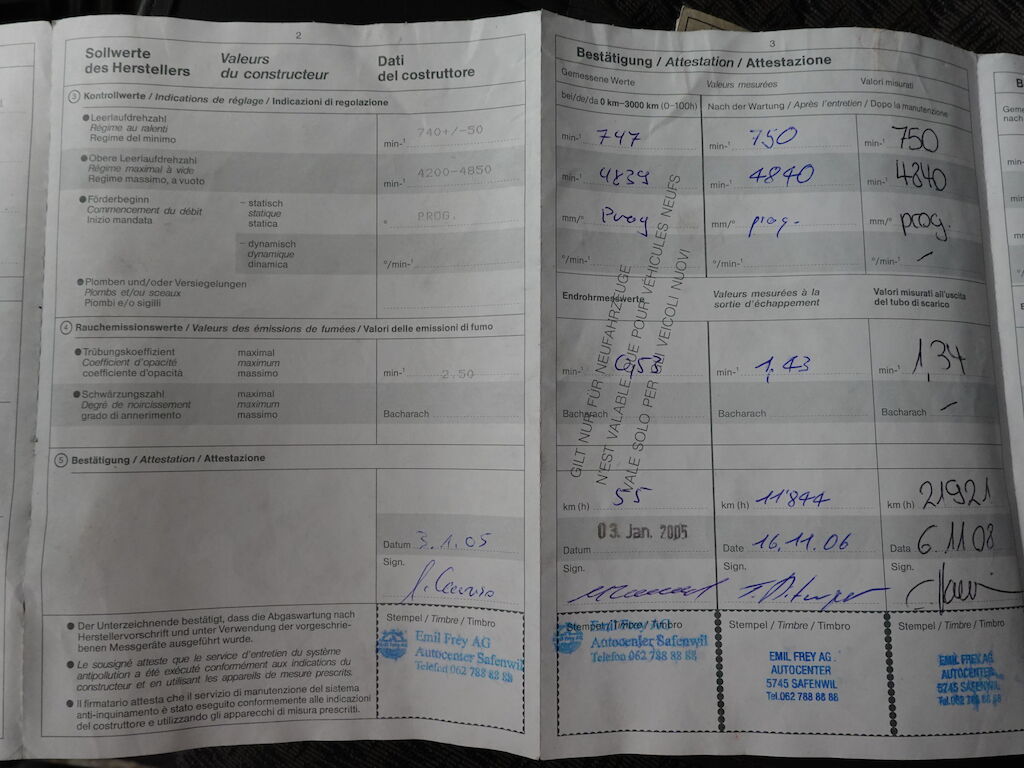 2
Sollwerte
des Herstellers
Valeurs
du constructeur
Dati
del costruttore
3 Kontrollwerte / Indications de réglage / Indicazioni di regolazione
Leerlaufdrehzahl
Régime au ralenti
Regime del minimo
min-¹ 740+/-50
Obere Leerlaufdrehzahl
Régime maximal à vide
Regime massimo, a vuoto
min-¹ 4200-4850
Förderbeginn
Commencement du débit
Inizio mandata
– statisch
statique
statica
° PROG.
– dynamisch
dynamique
dinamica
°/min-¹
Plomben und/oder Versiegelungen
Plombs et/ou sceaux
Piombi e/o sigilli
4 Rauchemissionswerte / Valeurs des émissions de fumées / Valori delle emissioni di fumo
Trübungskoeffizient maximal
Coefficient d'opacité maximum
coefficiente d'opacità massimo
min-¹ 2.50
Schwärzungszahl maximal
Degré de noircissement maximum
grado di annerimento massimo
Bacharach
5 Bestätigung / Attestation / Attestazione
Datum 3.1.05
Sign.
Der Unterzeichnende bestätigt, dass die Abgaswartung nach
Herstellervorschrift und unter Verwendung der vorgeschrie-
benen Messgeräte ausgeführt wurde.
Le sousigné atteste que le service d'entretien du système
antipollution a été exécuté conformément aux indications du
constructeur et en utilisant les appareils de mesure prescrits.
Il firmatario attesta che il servizio di manutenzione del sistema
anti-inquinamento è stato eseguito conformemente alle indicazioni
del costruttore e utilizzando gli apparecchi di misura prescritti.
Stempel / Timbre / Timbro
Emil Frey AG
Autocenter Safenwil
Telefon 062 788 88 88
3
Bestätigung / Attestation / Attestazione
Gemessene Werte Valeurs mesurées Valori misurati
bei/de/da 0 km–3000 km (0–100h) Nach der Wartung / Après l'entretien / Dopo la manutenzione
min-¹ 747 min-¹ 750 min-¹ 750
min-¹ 4839 min-¹ 4840 min-¹ 4840
mm/° Prog mm/° prog. mm/° prog.
°/min-¹ °/min-¹ °/min-¹ –
Endrohrmesswerte
Valeurs mesurées à la
sortie d'échappement
Valori misurati all'uscita
del tubo di scarico
min-¹ min-¹ 1,43 min-¹ 1,34
Bacharach Bacharach Bacharach –
GILT NUR FÜR NEUFAHRZEUGE
N'EST VALABLE QUE POUR VÉHICULES NEUFS
VALE SOLO PER GLI VEICOLI NUOVI
km (h) 55 km (h) 11'844 km (h) 21921
Datum 03. Jan. 2005 Date 16.11.06 Data 6.11.08
Sign. Sign. Sign.
Stempel / Timbre / Timbro Stempel / Timbre / Timbro Stempel / Timbre / Timbro
Emil Frey AG
Autocenter Safenwil
Telefon 062 788 88 88
EMIL FREY AG
AUTOCENTER
5745 SAFENWIL
Tel.062 788 88 88
EMIL FREY AG
AUTOCENTER
5745 SAFENWIL
Tel.062 788 88 88